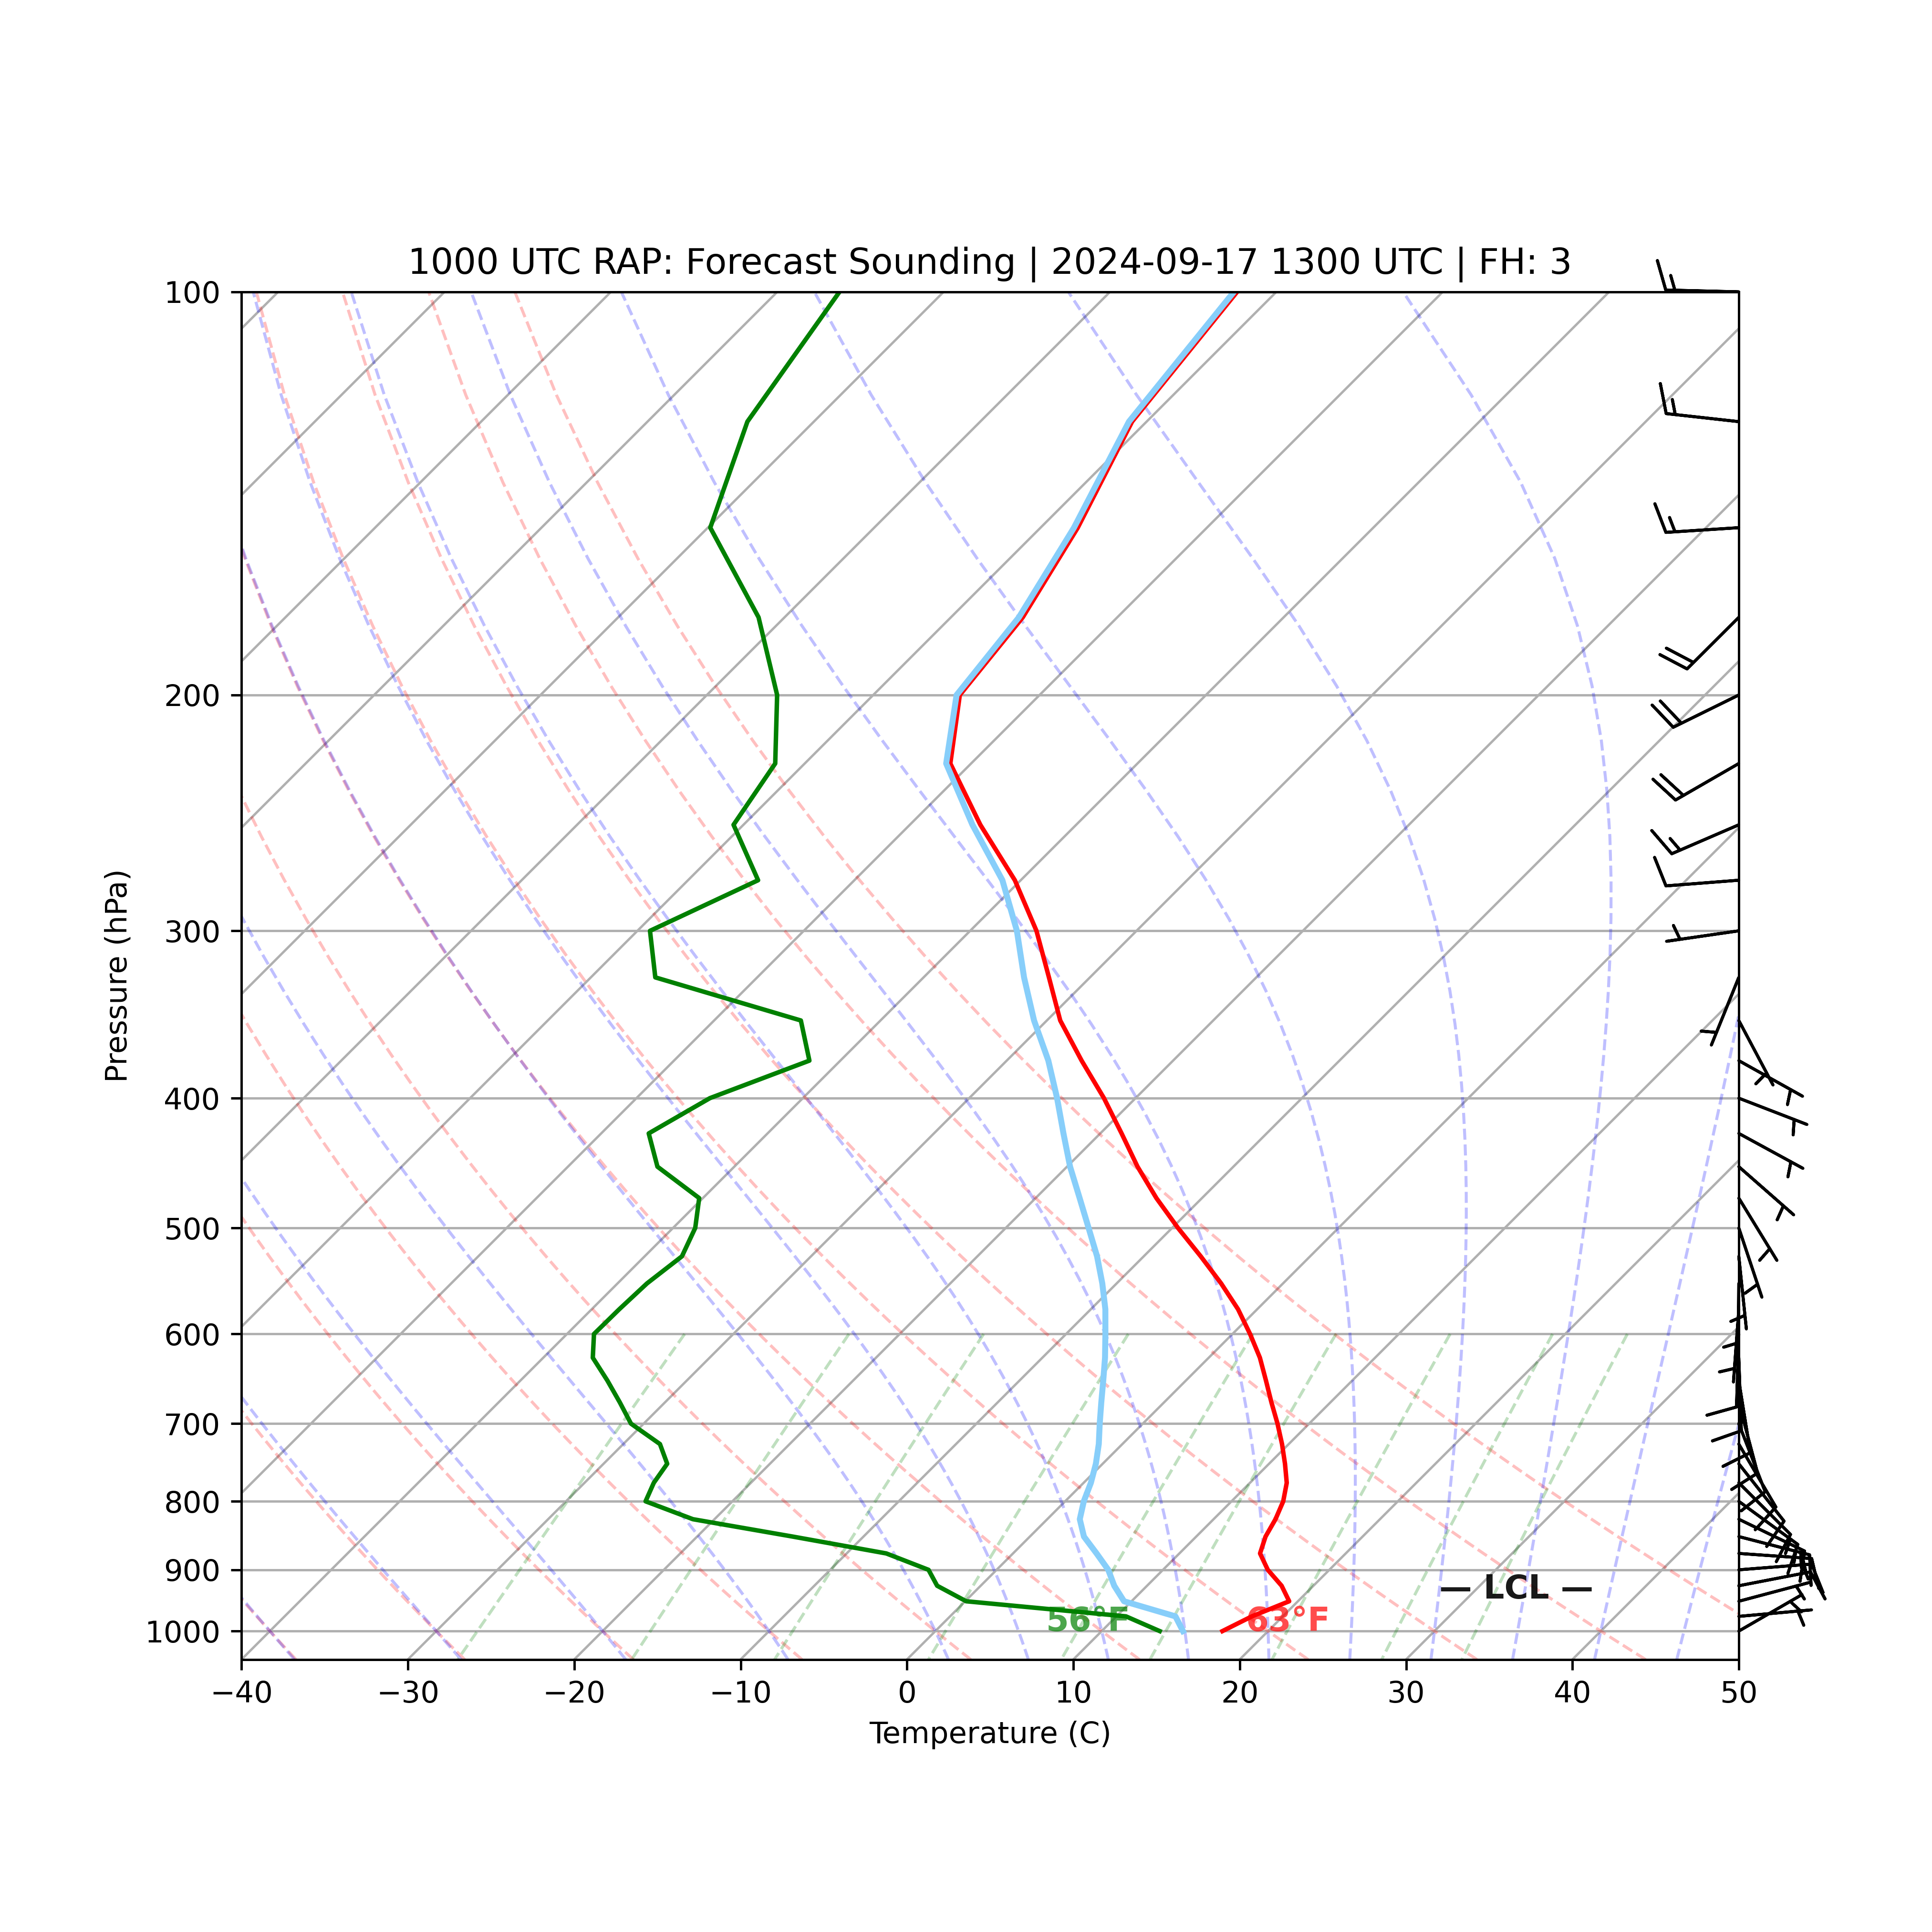 1000 UTC RAP: Forecast Sounding | 2024-09-17 1300 UTC | FH: 3
100
200
300
400
500
600
700
800
900
1000
Pressure (hPa)
— LCL —
56°F
63°F
−40 −30 −20 −10 0 10 20 30 40 50
Temperature (C)